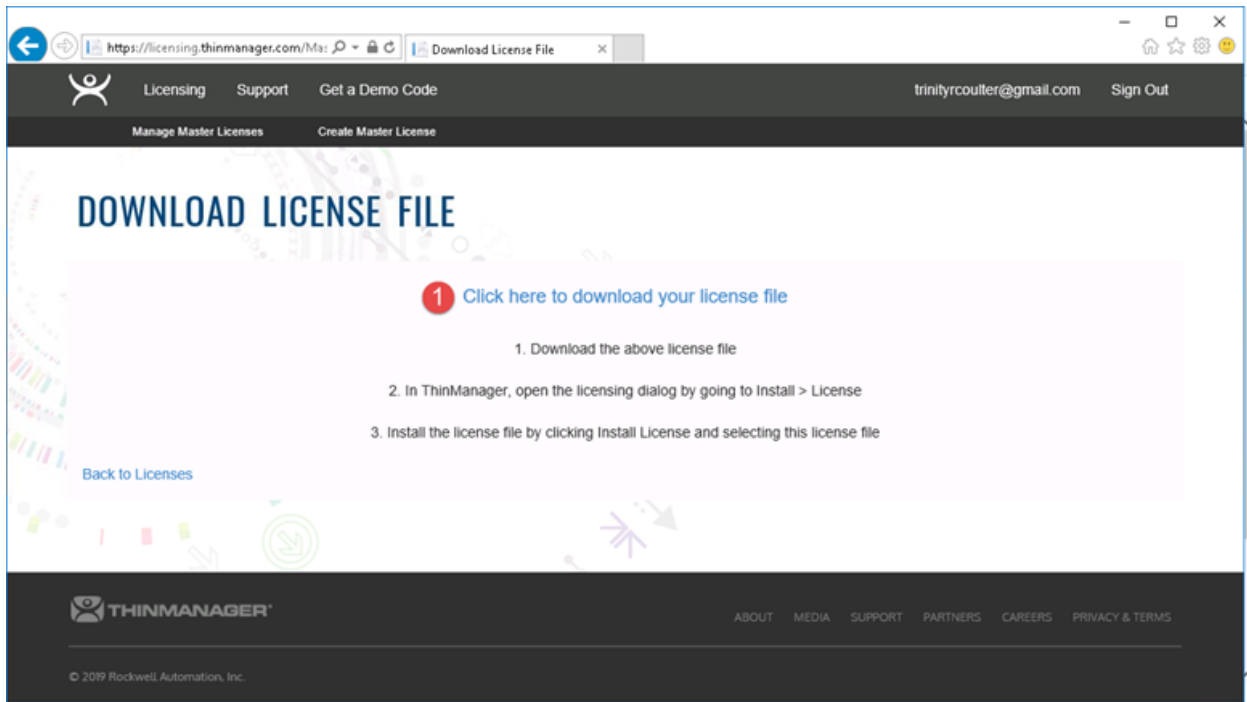 https://licensing.thinmanager.com/Ma: Download License File
Licensing Support Get a Demo Code trinityrcoulter@gmail.com Sign Out
Manage Master Licenses Create Master License
DOWNLOAD LICENSE FILE
1 Click here to download your license file
1. Download the above license file
2. In ThinManager, open the licensing dialog by going to Install > License
3. Install the license file by clicking Install License and selecting this license file
Back to Licenses
THINMANAGER®
ABOUT MEDIA SUPPORT PARTNERS CAREERS PRIVACY & TERMS
© 2019 Rockwell Automation, Inc.